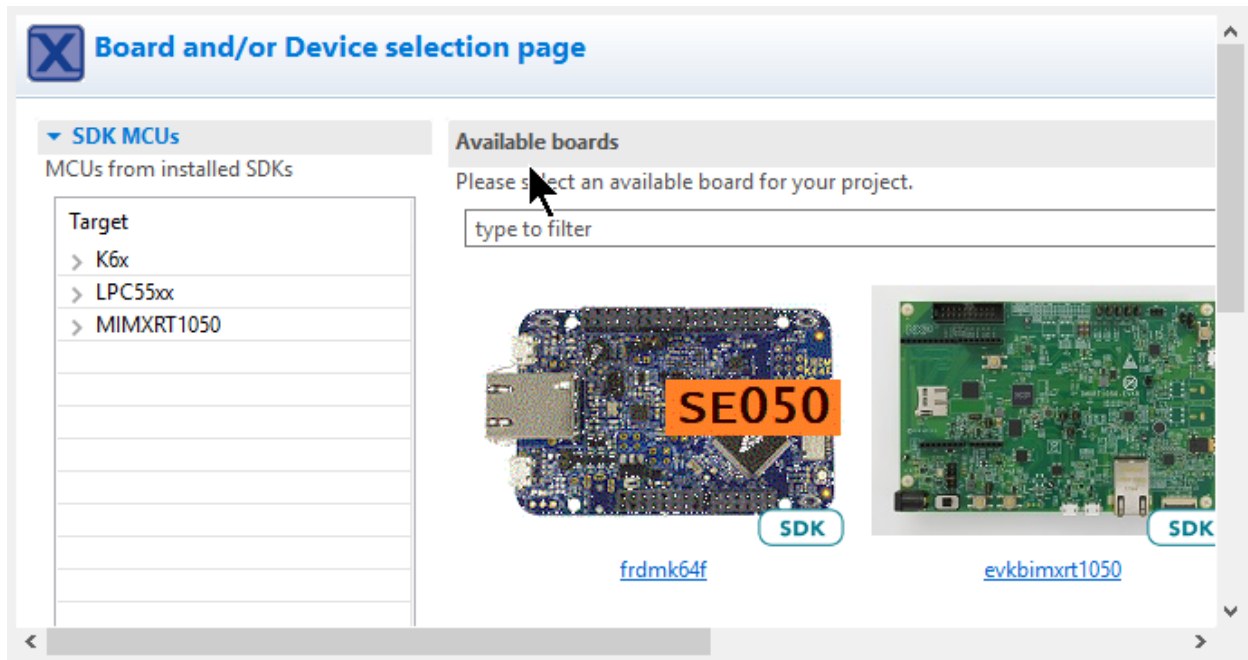 Board and/or Device selection page
SDK MCUs
MCUs from installed SDKs
Target
K6x
LPC55xx
MIMXRT1050
Available boards
Please select an available board for your project.
type to filter
SE050
SDK
frdmk64f
SDK
evkbimxrt1050